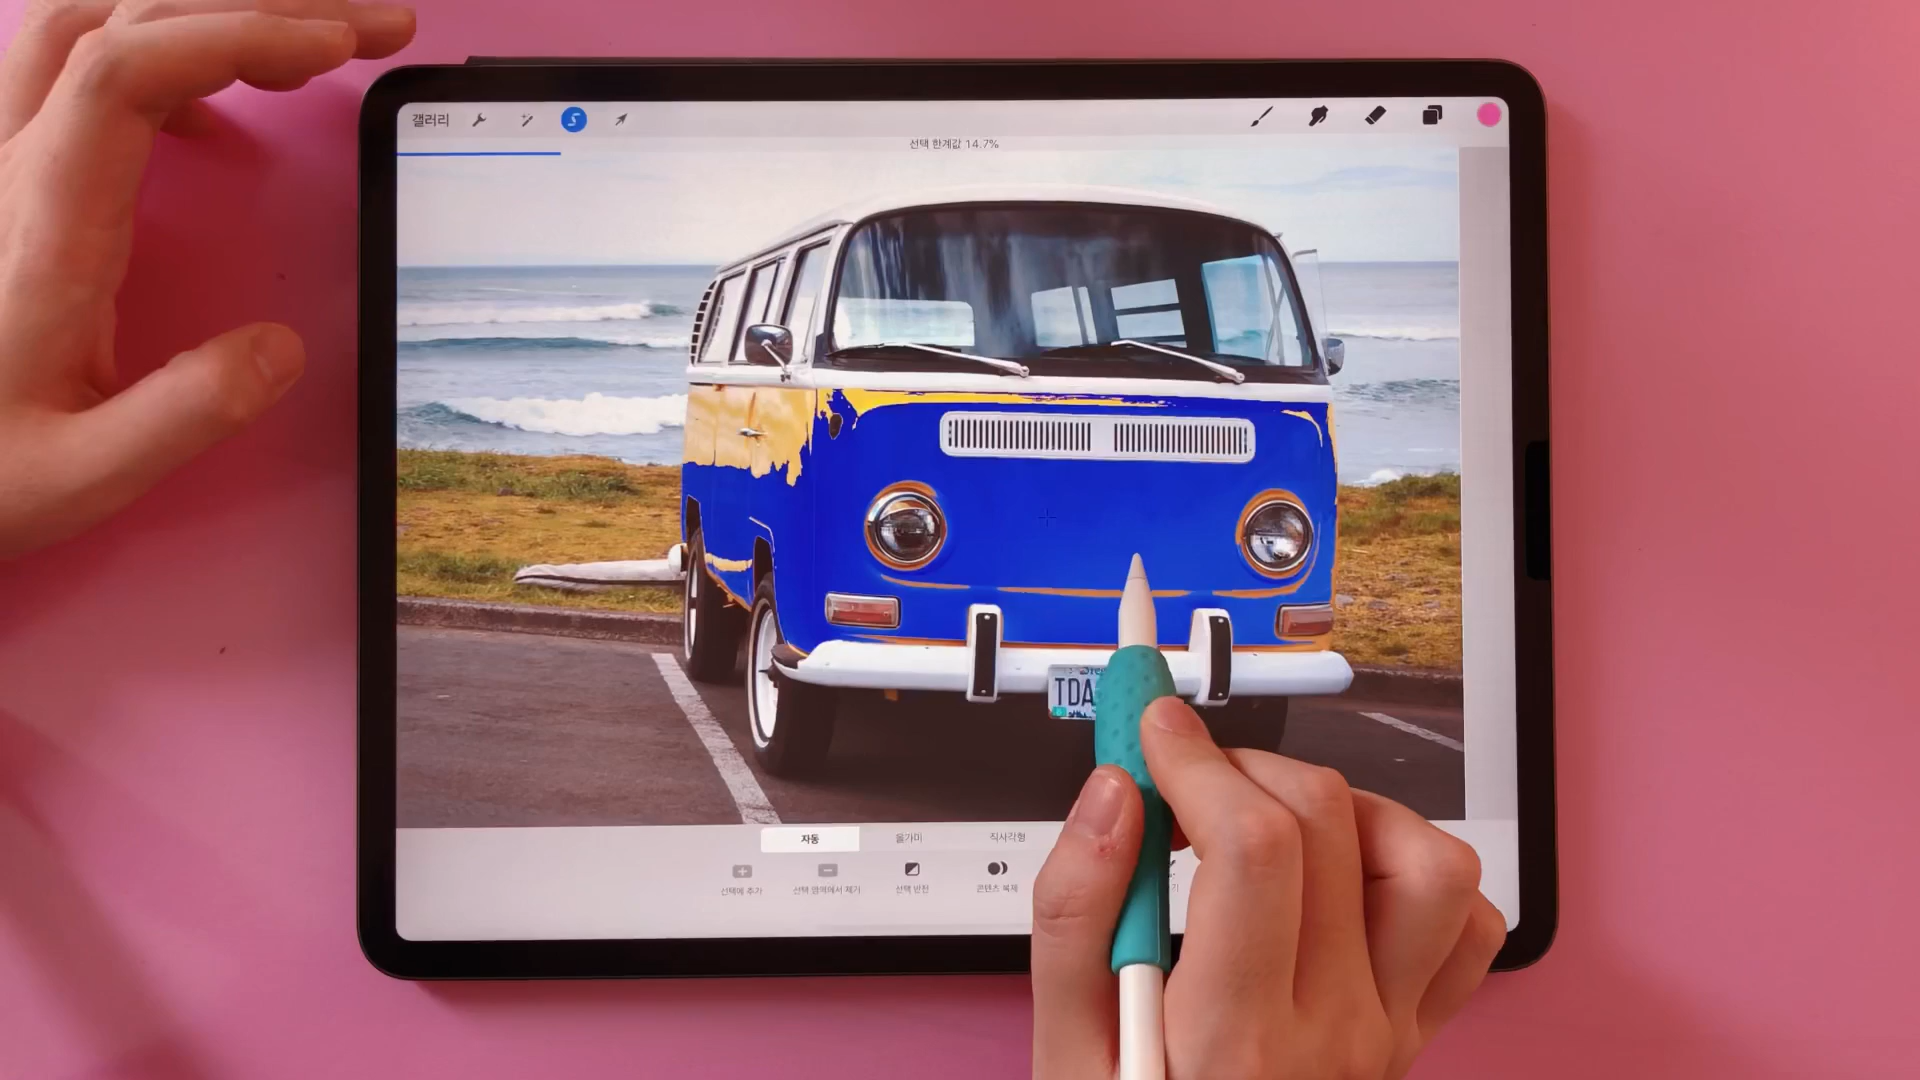 갤러리
선택 한계값 14.7%
TDA
자동
올가미
직사각형
선택에 추가
선택 영역에서 제거
선택 반전
콘텐츠 복제